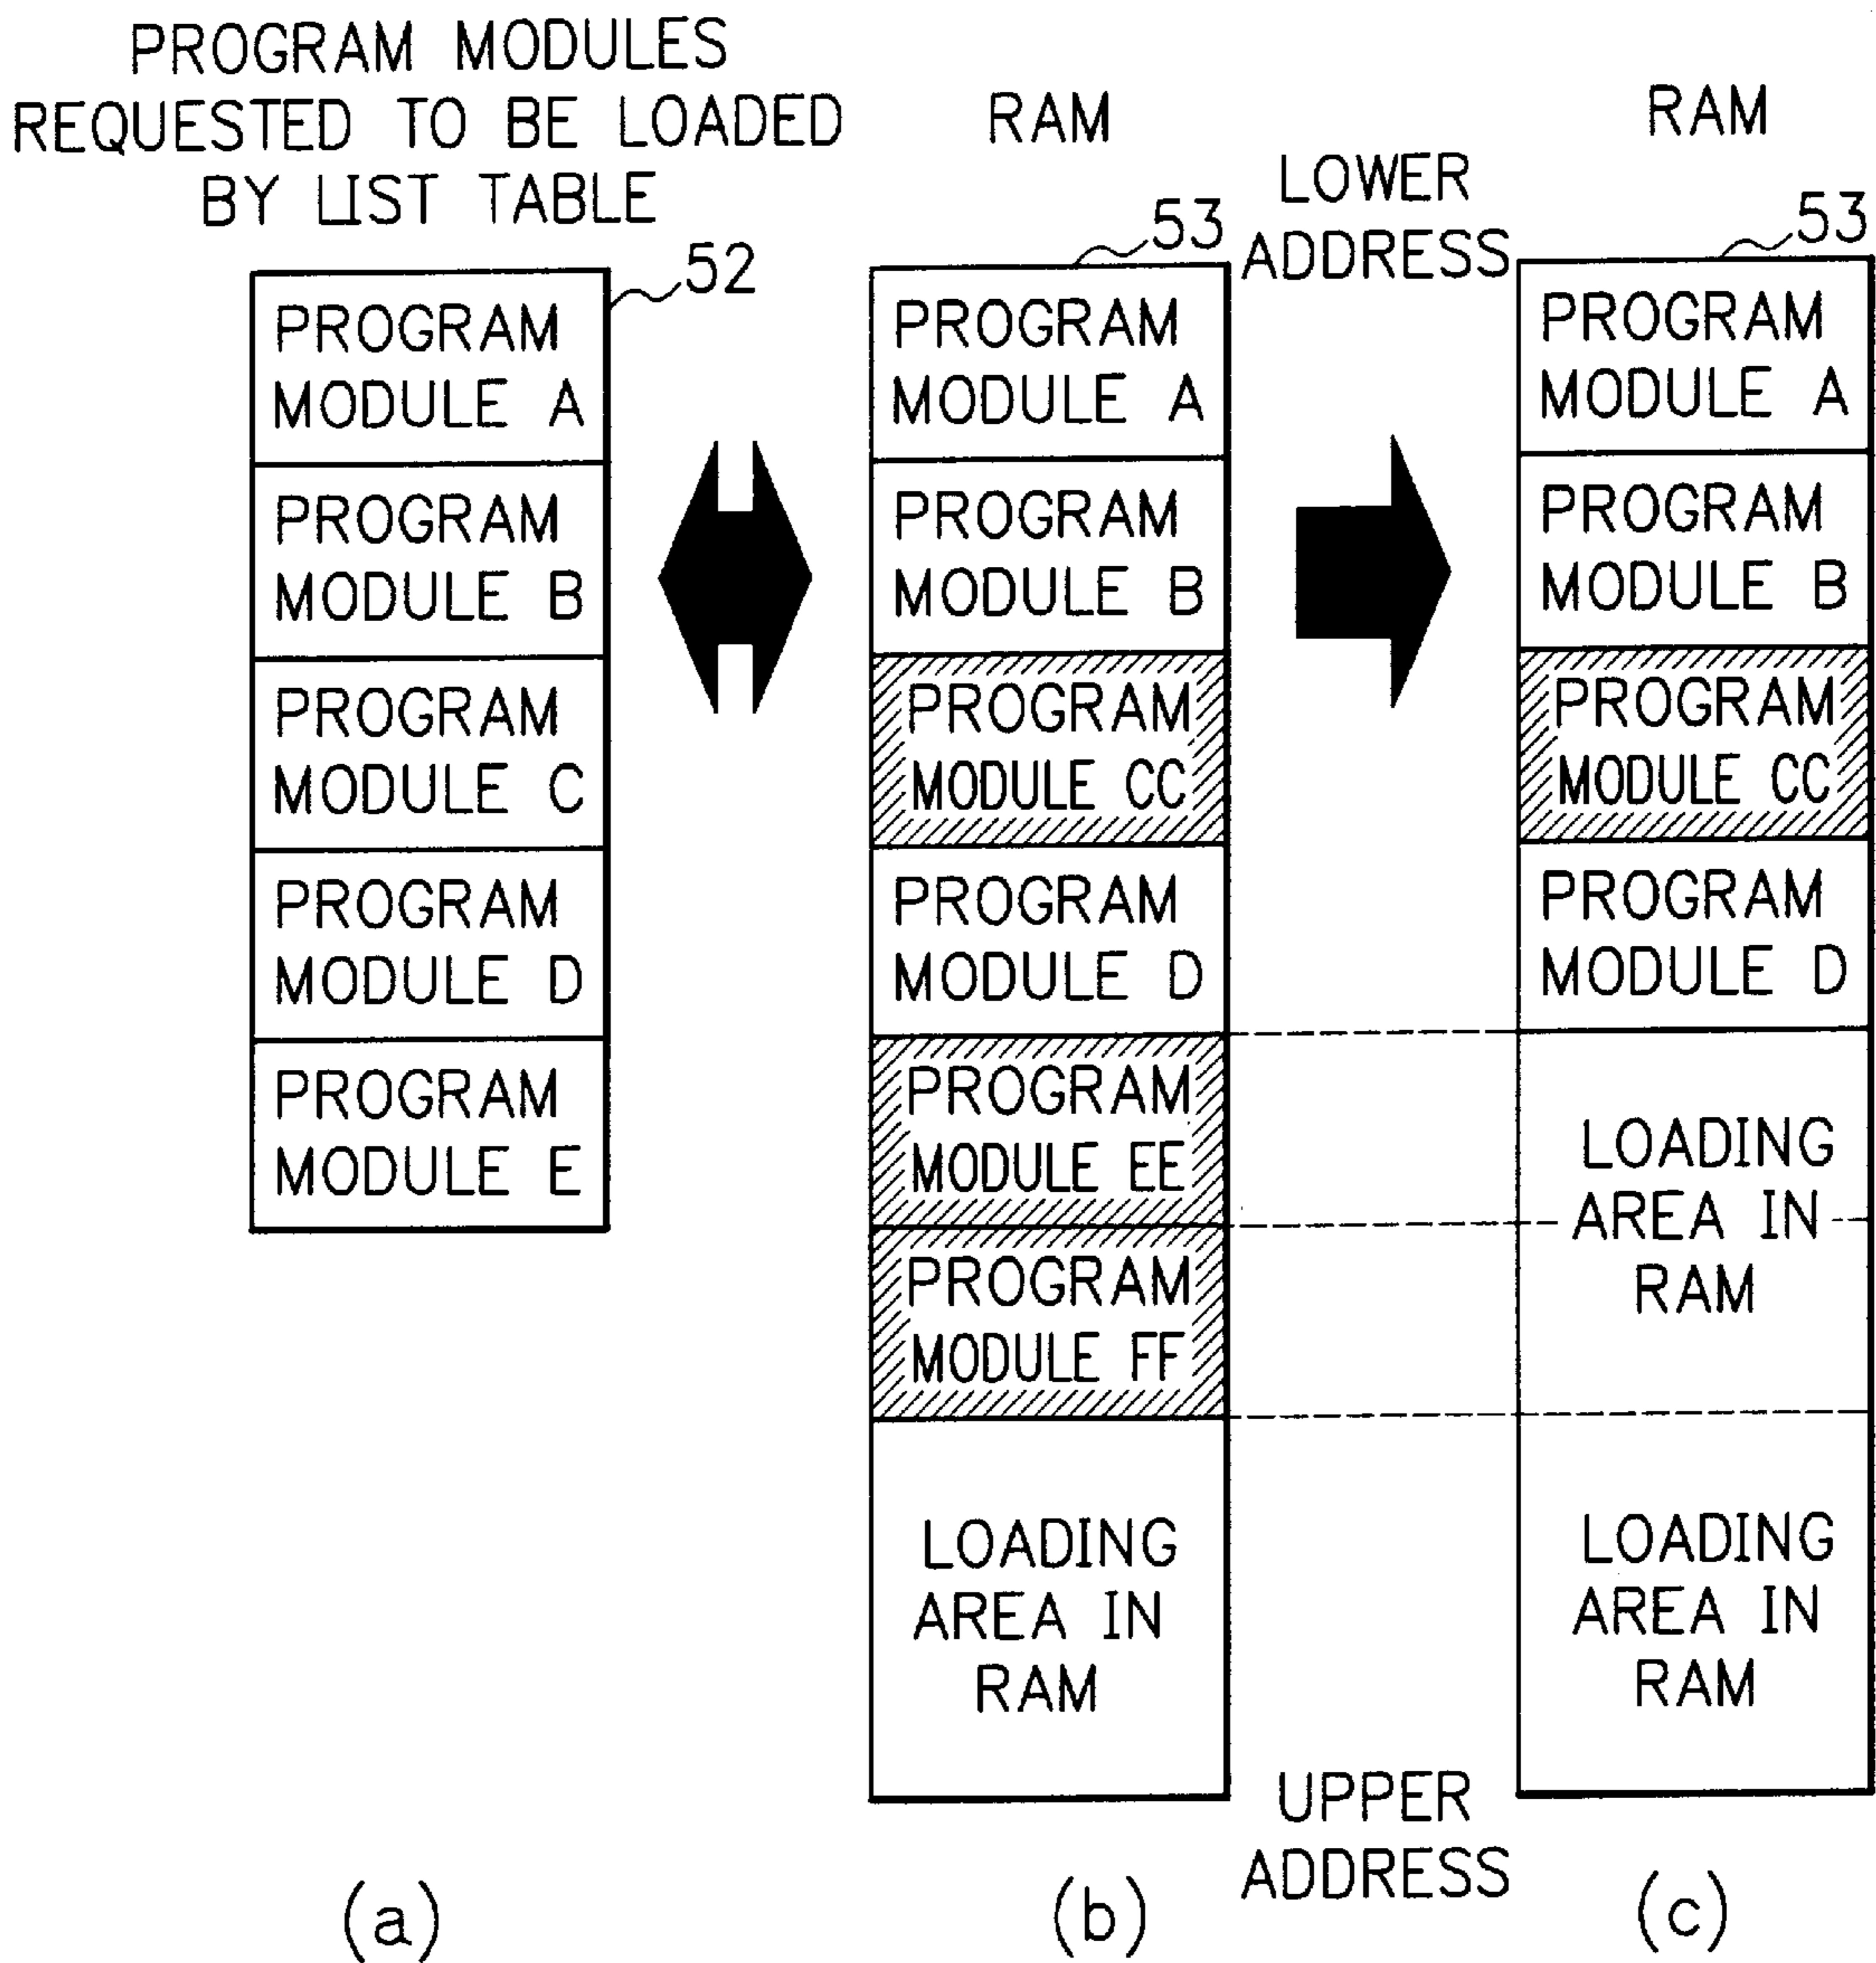 PROGRAM MODULES
REQUESTED TO BE LOADED
BY LIST TABLE
52
PROGRAM
MODULE A
PROGRAM
MODULE B
PROGRAM
MODULE C
PROGRAM
MODULE D
PROGRAM
MODULE E
(a)
RAM
53
PROGRAM
MODULE A
PROGRAM
MODULE B
PROGRAM
MODULE CC
PROGRAM
MODULE D
PROGRAM
MODULE EE
PROGRAM
MODULE FF
LOADING
AREA IN
RAM
(b)
LOWER
ADDRESS
UPPER
ADDRESS
RAM
53
PROGRAM
MODULE A
PROGRAM
MODULE B
PROGRAM
MODULE CC
PROGRAM
MODULE D
LOADING
AREA IN
RAM
LOADING
AREA IN
RAM
(c)